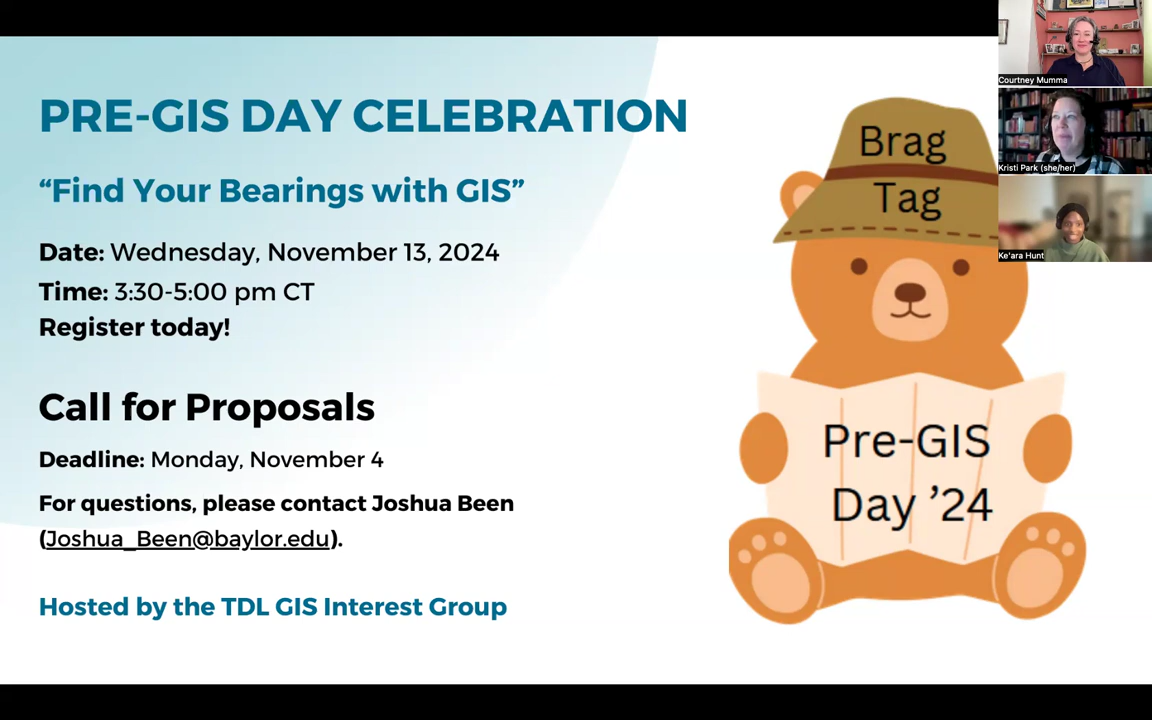 PRE-GIS DAY CELEBRATION
“Find Your Bearings with GIS”
Date: Wednesday, November 13, 2024
Time: 3:30-5:00 pm CT
Register today!
Call for Proposals
Deadline: Monday, November 4
For questions, please contact Joshua Been
(Joshua_Been@baylor.edu).
Hosted by the TDL GIS Interest Group
Brag
Tag
Pre-GIS
Day ’24
Courtney Mumma
Kristi Park (she/her)
Ke'ara Hunt